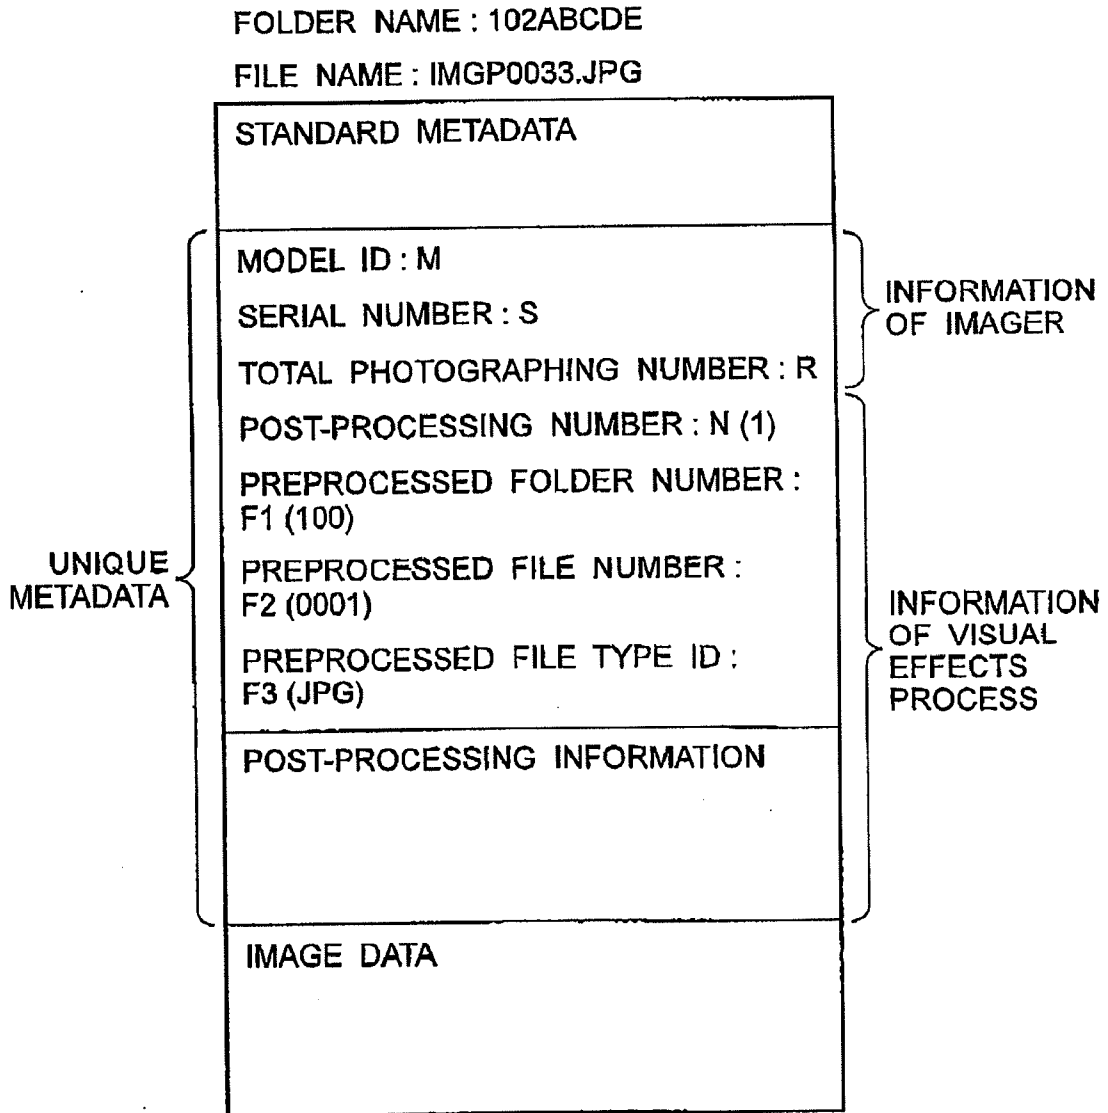 FOLDER NAME : 102ABCDE
FILE NAME : IMGP0033.JPG
STANDARD METADATA
MODEL ID : M
SERIAL NUMBER : S
TOTAL PHOTOGRAPHING NUMBER : R
POST-PROCESSING NUMBER : N (1)
PREPROCESSED FOLDER NUMBER :
F1 (100)
PREPROCESSED FILE NUMBER :
F2 (0001)
PREPROCESSED FILE TYPE ID :
F3 (JPG)
POST-PROCESSING INFORMATION
IMAGE DATA
UNIQUE
METADATA
INFORMATION
OF IMAGER
INFORMATION
OF VISUAL
EFFECTS
PROCESS